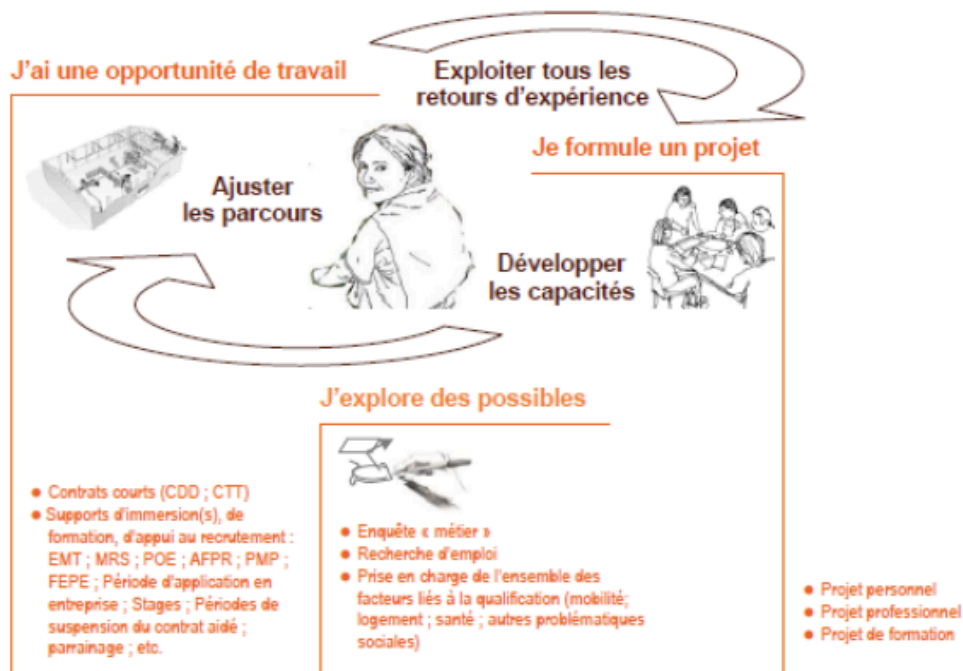 J'ai une opportunité de travail
Exploiter tous les
retours d'expérience
Je formule un projet
Ajuster
les parcours
Développer
les capacités
J'explore des possibles
● Contrats courts (CDD ; CTT)
● Supports d'immersion(s), de
formation, d'appui au recrutement :
EMT ; MRS ; POE ; AFPR ; PMP ;
FEPE ; Période d'application en
entreprise ; Stages ; Périodes de
suspension du contrat aidé ;
parrainage ; etc.
● Enquête « métier »
● Recherche d'emploi
● Prise en charge de l'ensemble des
facteurs liés à la qualification (mobilité;
logement ; santé ; autres problématiques
sociales)
● Projet personnel
● Projet professionnel
● Projet de formation